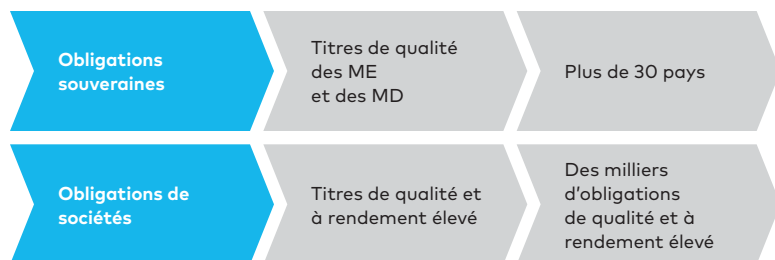 Obligations
souveraines
Titres de qualité
des ME
et des MD
Plus de 30 pays
Obligations de
sociétés
Titres de qualité et
à rendement élevé
Des milliers
d'obligations
de qualité et à
rendement élevé